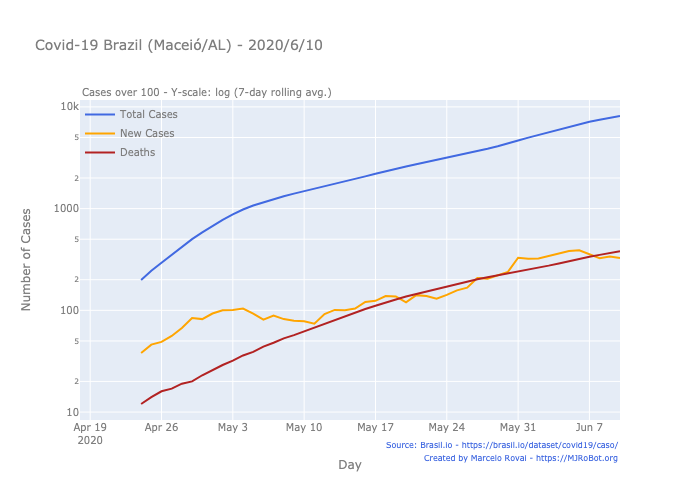 Covid-19 Brazil (Maceió/AL) - 2020/6/10
Cases over 100 - Y-scale: log (7-day rolling avg.)
Total Cases
New Cases
Deaths
10k
5
2
1000
5
2
100
5
2
10
Number of Cases
Apr 19 Apr 26 May 3 May 10 May 17 May 24 May 31 Jun 7
2020
Day
Source: Brasil.io - https://brasil.io/dataset/covid19/caso/
Created by Marcelo Rovai - https://MJRoBot.org